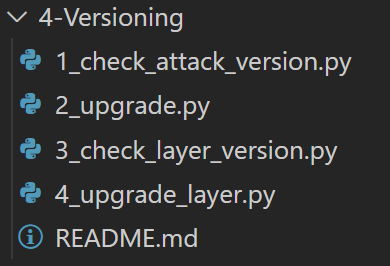 4-Versioning
1_check_attack_version.py
2_upgrade.py
3_check_layer_version.py
4_upgrade_layer.py
README.md